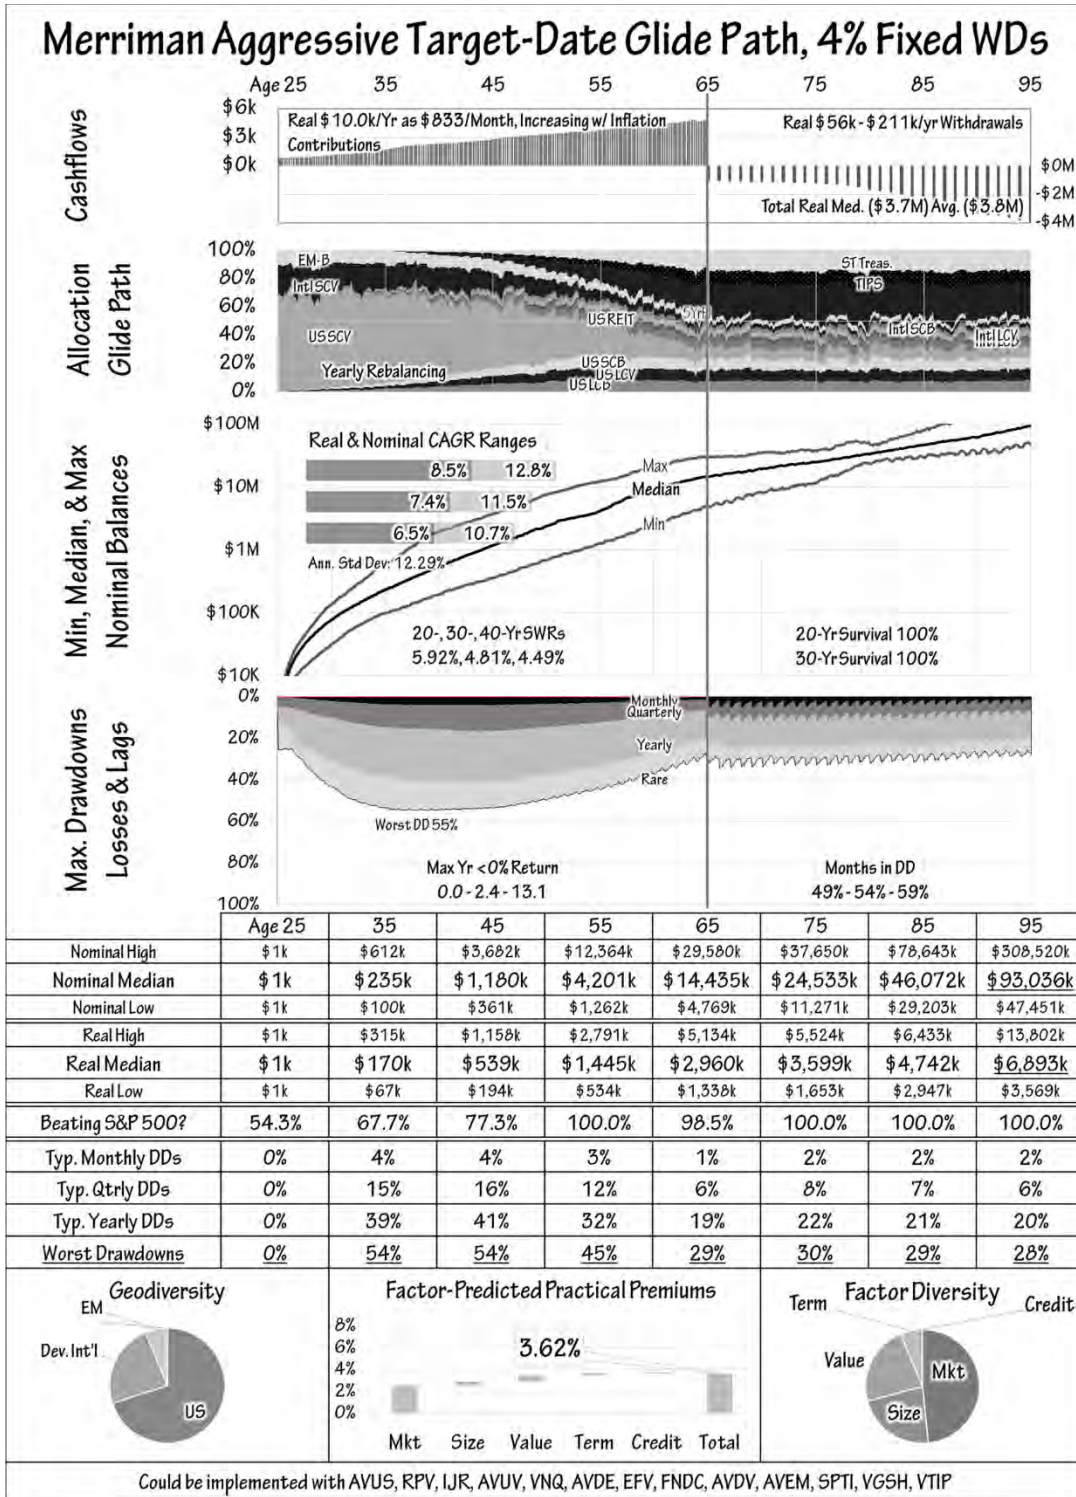 Merriman Aggressive Target-Date Glide Path, 4% Fixed WDs
Age 25 35 45 55 65 75 85 95
Cashflows
$6k
$3k
$0k
Real $10.0k/Yr as $833/Month, Increasing w/ Inflation
Contributions
Real $56k - $211k/yr Withdrawals
$0M
-$2M
-$4M
Total Real Med. ($3.7M) Avg. ($3.8M)
Allocation
Glide Path
100%
80%
60%
40%
20%
0%
EM-B
Intl SCV
US SCV
Yearly Rebalancing
US REIT
US SCB
US LCV
US LCB
5Yr
ST Treas.
TIPS
Intl SCB
Intl LCV
Min, Median, & Max
Nominal Balances
$100M
$10M
$1M
$100K
$10K
Real & Nominal CAGR Ranges
8.5% 12.8%
7.4% 11.5%
6.5% 10.7%
Ann. Std Dev: 12.29%
Max
Median
Min
20-, 30-, 40-Yr SWRs
5.92%, 4.81%, 4.49%
20-Yr Survival 100%
30-Yr Survival 100%
Max. Drawdowns
Losses & Lags
0%
20%
40%
60%
80%
100%
Monthly
Quarterly
Yearly
Rare
Worst DD 55%
Max Yr <0% Return
0.0 - 2.4 - 13.1
Months in DD
49% - 54% - 59%
Age 25 35 45 55 65 75 85 95
Nominal High $1k $612k $3,682k $12,364k $29,580k $37,650k $78,643k $308,520k
Nominal Median $1k $235k $1,180k $4,201k $14,435k $24,533k $46,072k $93,036k
Nominal Low $1k $100k $361k $1,262k $4,769k $11,271k $29,203k $47,451k
Real High $1k $315k $1,158k $2,791k $5,134k $5,524k $6,433k $13,802k
Real Median $1k $170k $539k $1,445k $2,960k $3,599k $4,742k $6,893k
Real Low $1k $67k $194k $534k $1,338k $1,653k $2,947k $3,569k
Beating S&P 500? 54.3% 67.7% 77.3% 100.0% 98.5% 100.0% 100.0% 100.0%
Typ. Monthly DDs 0% 4% 4% 3% 1% 2% 2% 2%
Typ. Qtrly DDs 0% 15% 16% 12% 6% 8% 7% 6%
Typ. Yearly DDs 0% 39% 41% 32% 19% 22% 21% 20%
Worst Drawdowns 0% 54% 54% 45% 29% 30% 29% 28%
Geodiversity
EM
Dev. Int'l
US
Factor-Predicted Practical Premiums
8%
6%
4%
2%
0%
3.62%
Mkt Size Value Term Credit Total
Factor Diversity
Term
Credit
Value
Mkt
Size
Could be implemented with AVUS, RPV, IJR, AVUV, VNQ, AVDE, EFV, FNDC, AVDV, AVEM, SPTI, VGSH, VTIP